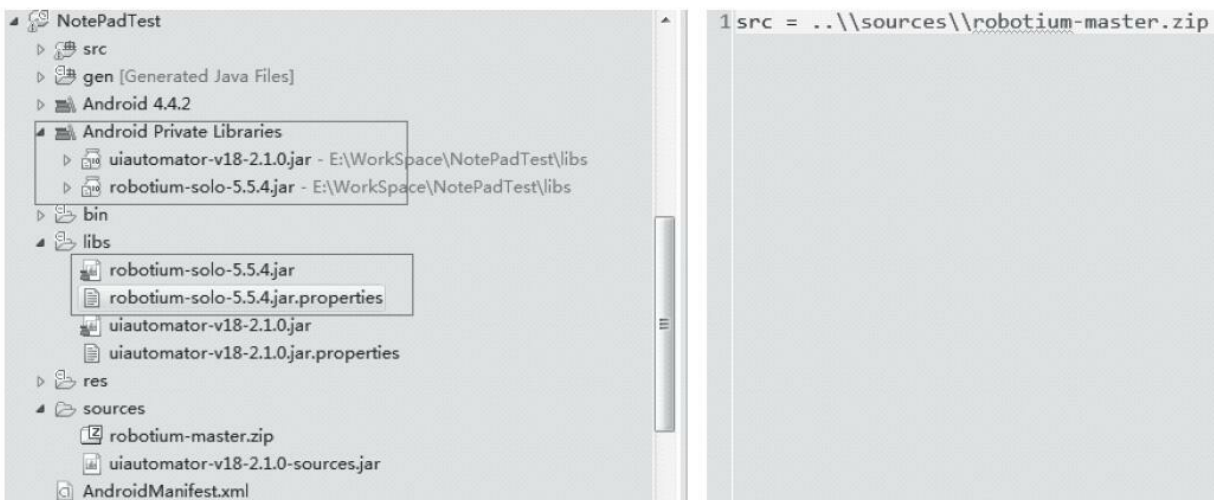 NotePadTest
src
gen [Generated Java Files]
Android 4.4.2
Android Private Libraries
uiautomator-v18-2.1.0.jar - E:\WorkSpace\NotePadTest\libs
robotium-solo-5.5.4.jar - E:\WorkSpace\NotePadTest\libs
bin
libs
robotium-solo-5.5.4.jar
robotium-solo-5.5.4.jar.properties
uiautomator-v18-2.1.0.jar
uiautomator-v18-2.1.0.jar.properties
res
sources
robotium-master.zip
uiautomator-v18-2.1.0-sources.jar
AndroidManifest.xml
1 src = ..\\sources\\robotium-master.zip